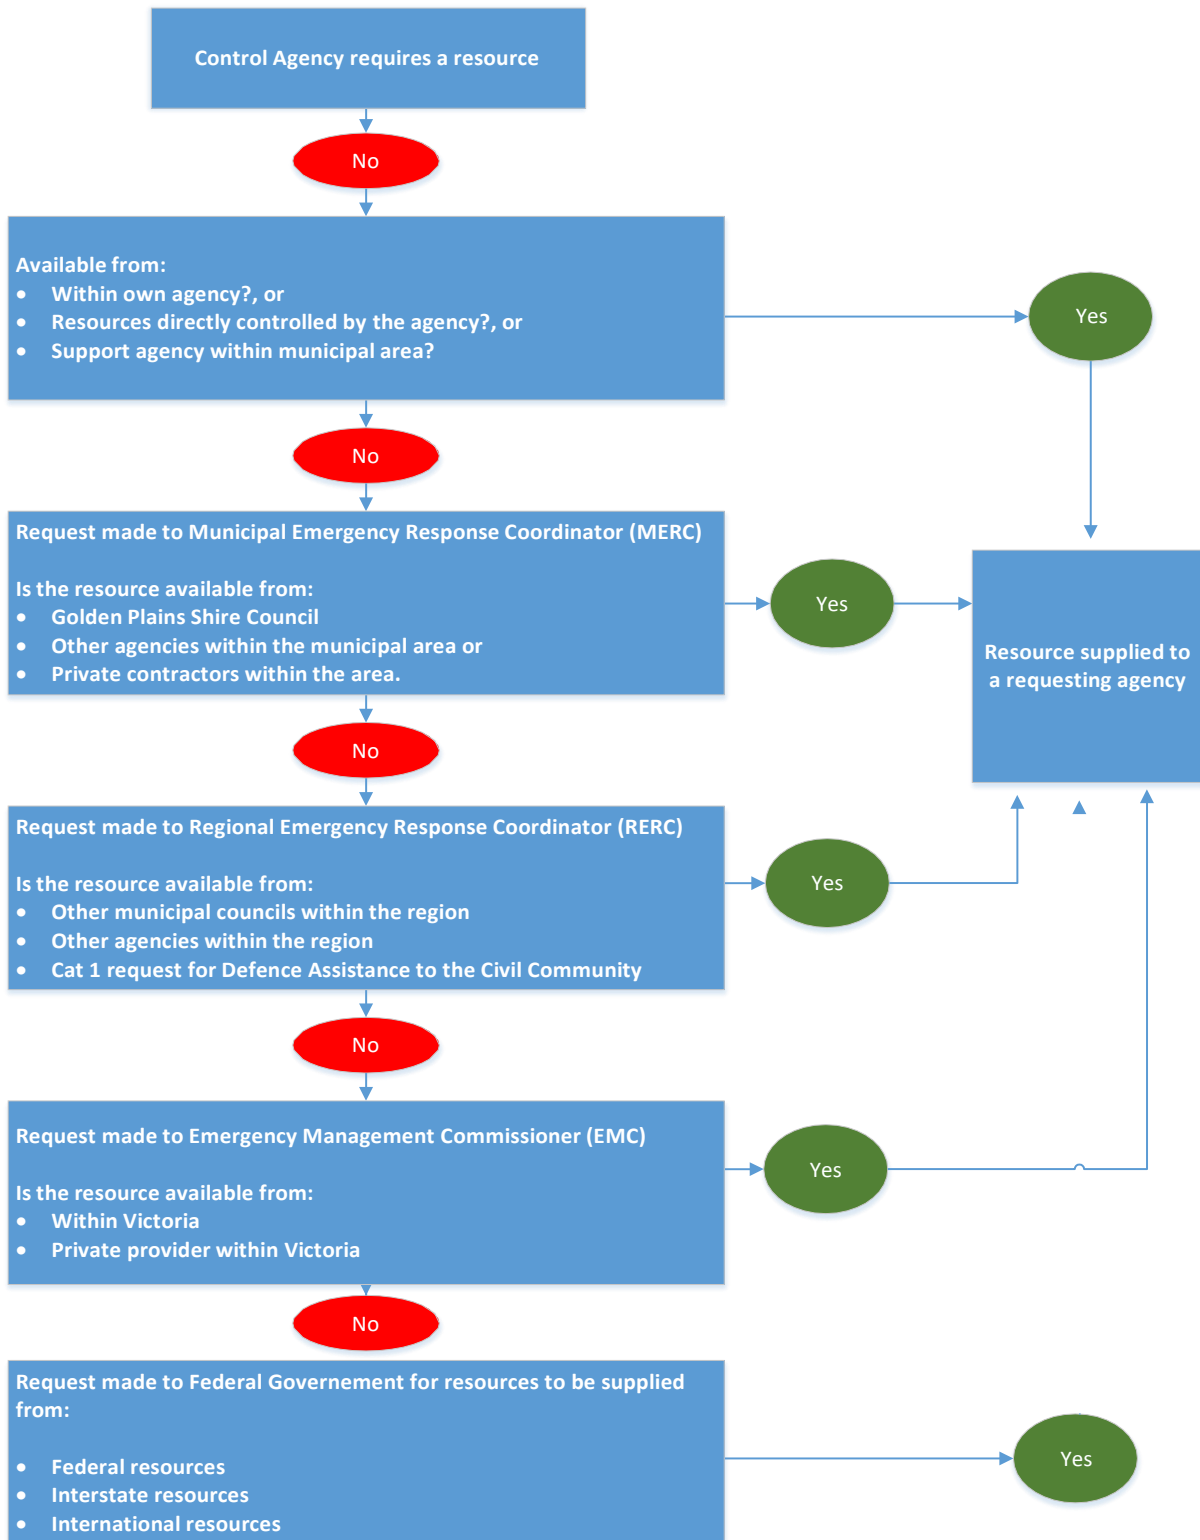 Control Agency requires a resource
No
Available from:
• Within own agency?, or
• Resources directly controlled by the agency?, or
• Support agency within municipal area?
Yes
No
Request made to Municipal Emergency Response Coordinator (MERC)
Is the resource available from:
• Golden Plains Shire Council
• Other agencies within the municipal area or
• Private contractors within the area.
Yes
Resource supplied to
a requesting agency
No
Request made to Regional Emergency Response Coordinator (RERC)
Is the resource available from:
• Other municipal councils within the region
• Other agencies within the region
• Cat 1 request for Defence Assistance to the Civil Community
Yes
No
Request made to Emergency Management Commissioner (EMC)
Is the resource available from:
• Within Victoria
• Private provider within Victoria
Yes
No
Request made to Federal Governement for resources to be supplied
from:
• Federal resources
• Interstate resources
• International resources
Yes